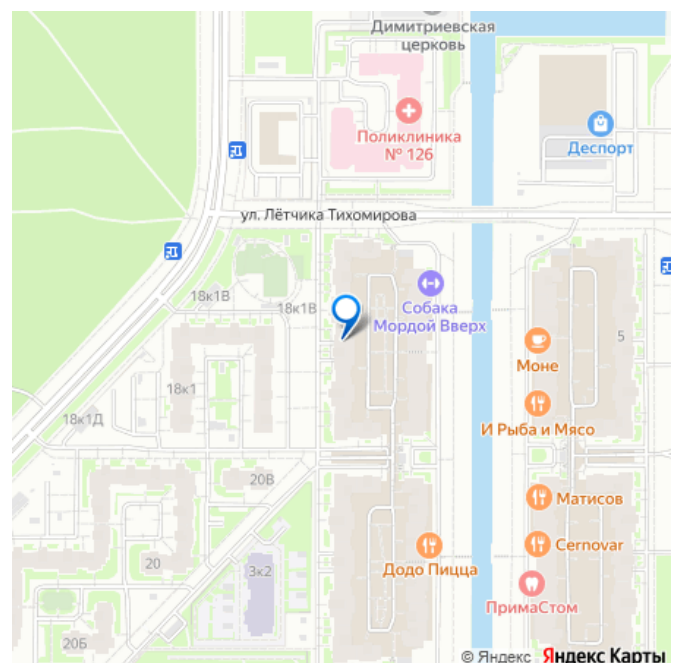 Димитриевская
церковь
Поликлиника
№ 126
Деспорт
ул. Лётчика Тихомирова
18к1В
18к1В
Собака
Мордой Вверх
5
Моне
18к1
И Рыба и Мясо
18к1Д
20В
Матисов
Додо Пицца
Cernovar
20
3к2
ПримаСтом
20Б
© Яндекс Яндекс Карты